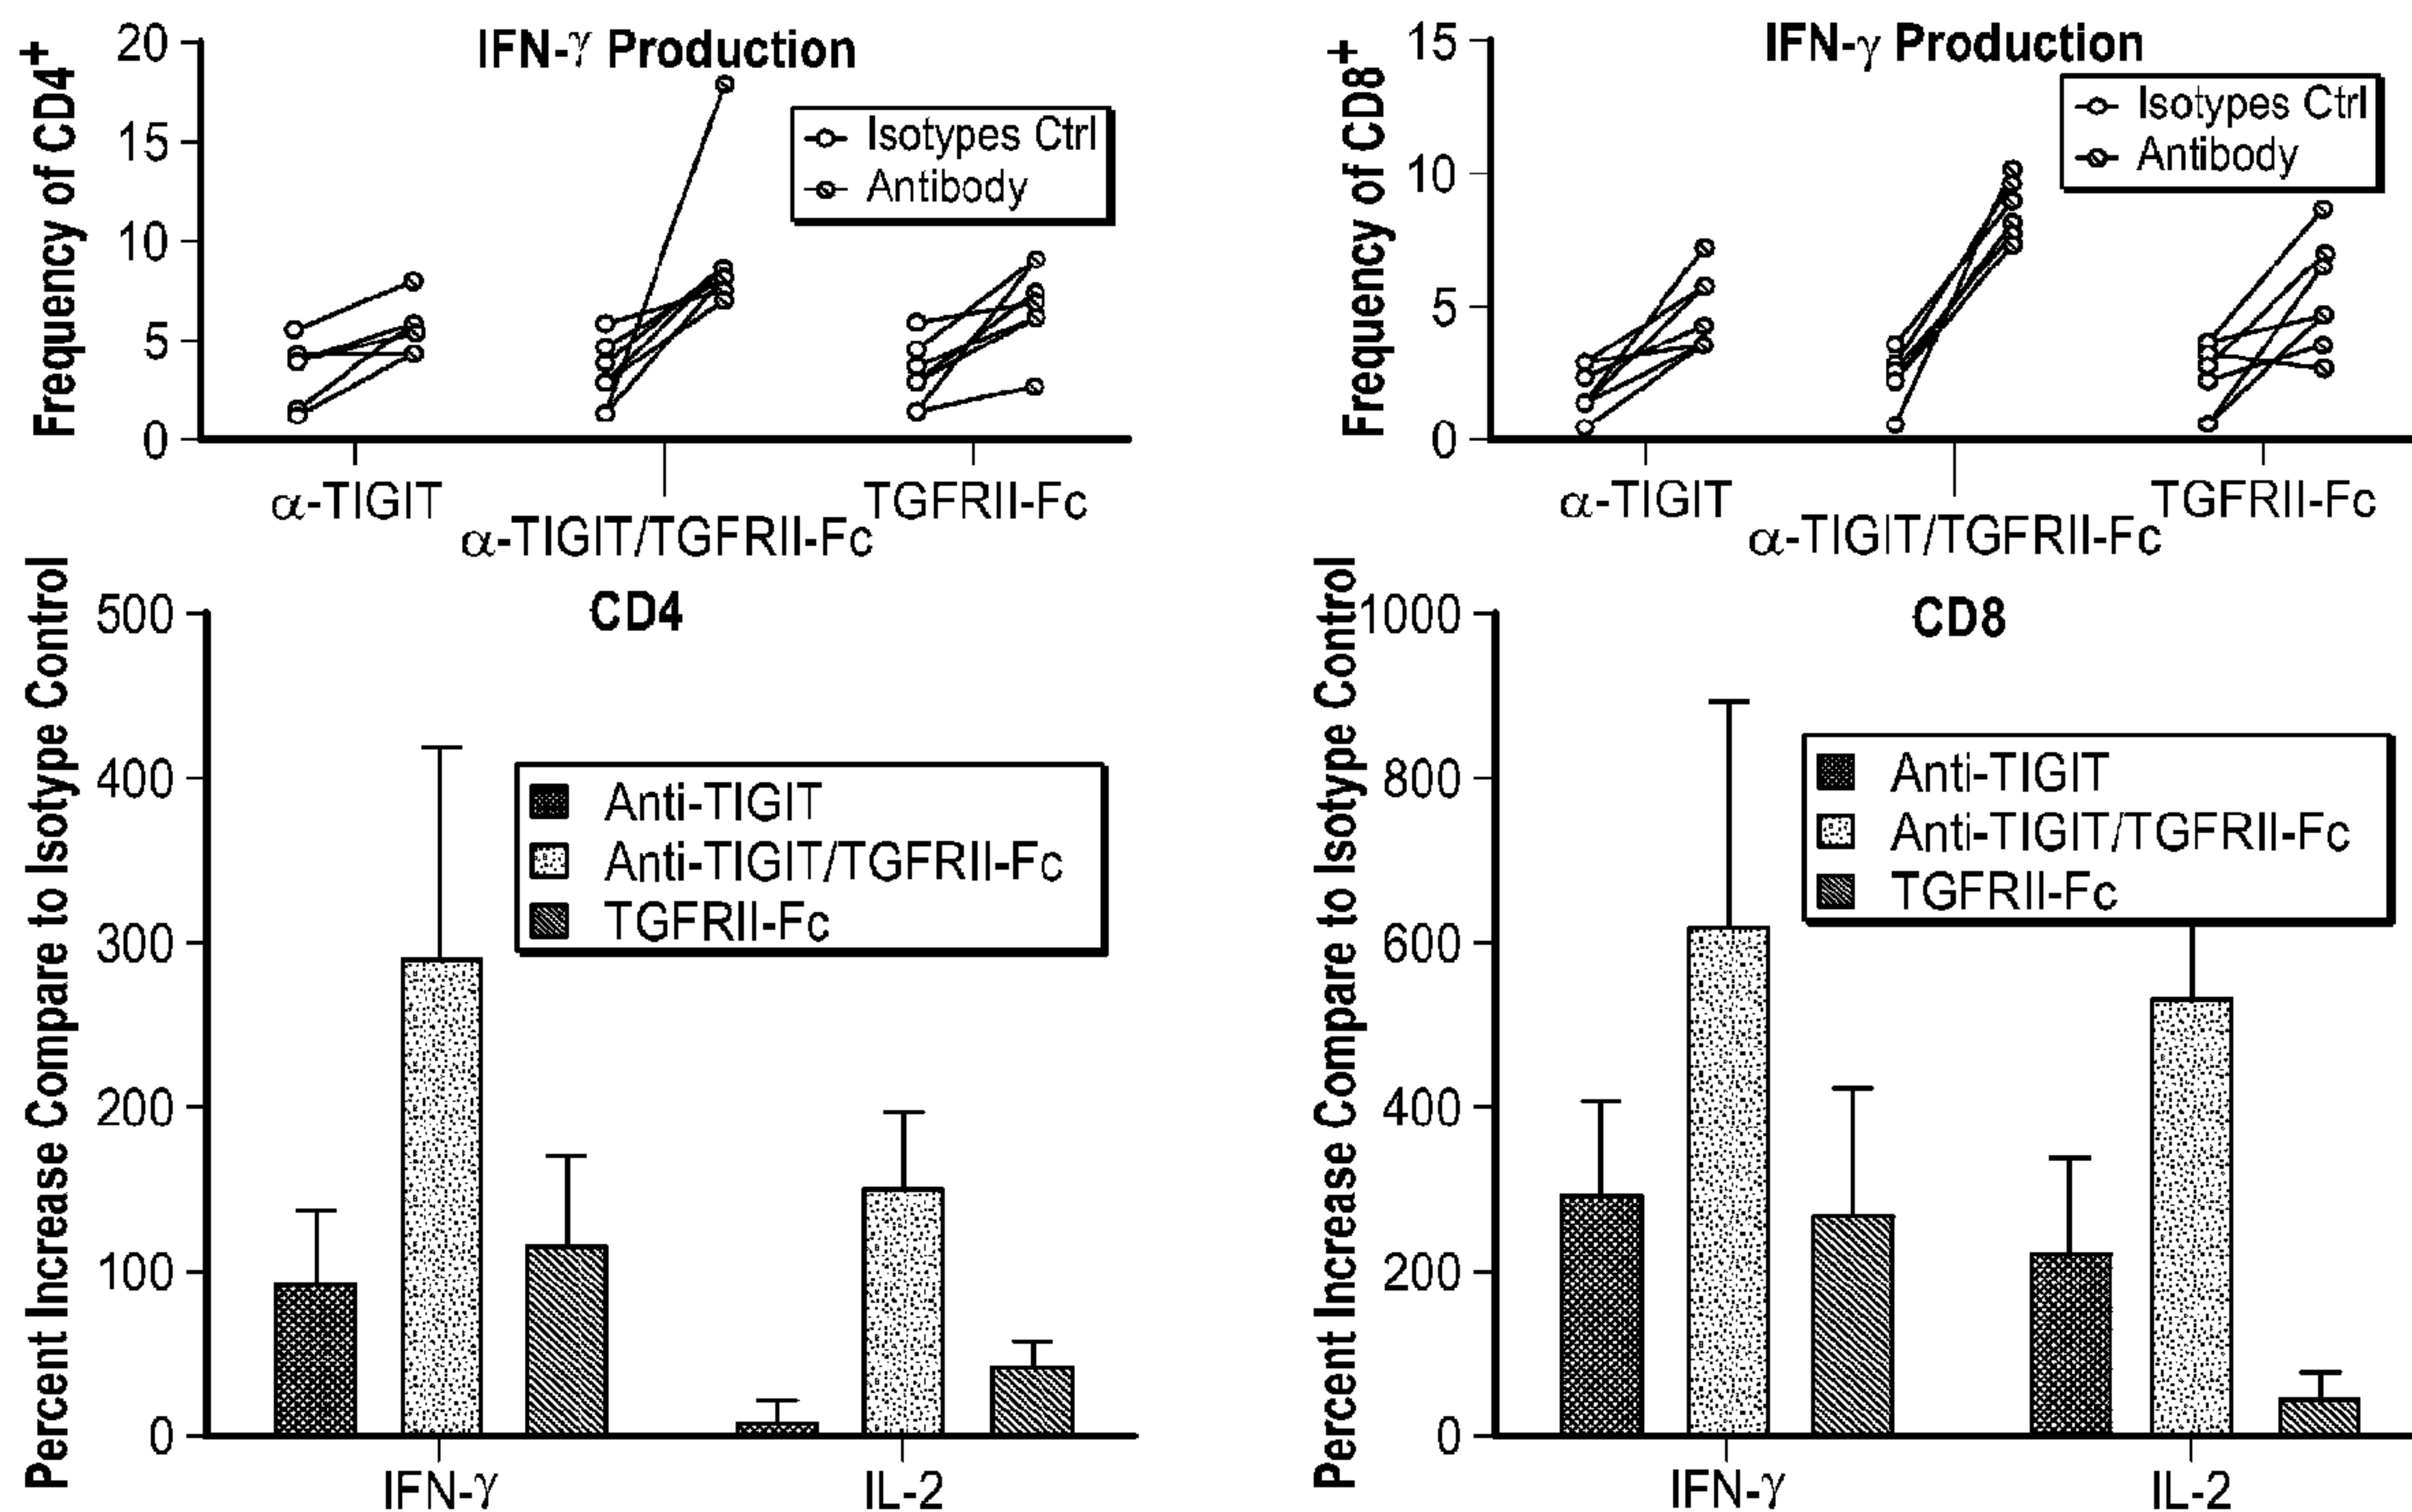 IFN-γ Production
Frequency of CD4+
20
15
10
5
0
Isotypes Ctrl
Antibody
α-TIGIT
α-TIGIT/TGFRII-Fc
TGFRII-Fc
IFN-γ Production
Frequency of CD8+
15
10
5
0
Isotypes Ctrl
Antibody
α-TIGIT
α-TIGIT/TGFRII-Fc
TGFRII-Fc
CD4
Percent Increase Compare to Isotype Control
500
400
300
200
100
0
Anti-TIGIT
Anti-TIGIT/TGFRII-Fc
TGFRII-Fc
IFN-γ
IL-2
CD8
Percent Increase Compare to Isotype Control
1000
800
600
400
200
0
Anti-TIGIT
Anti-TIGIT/TGFRII-Fc
TGFRII-Fc
IFN-γ
IL-2